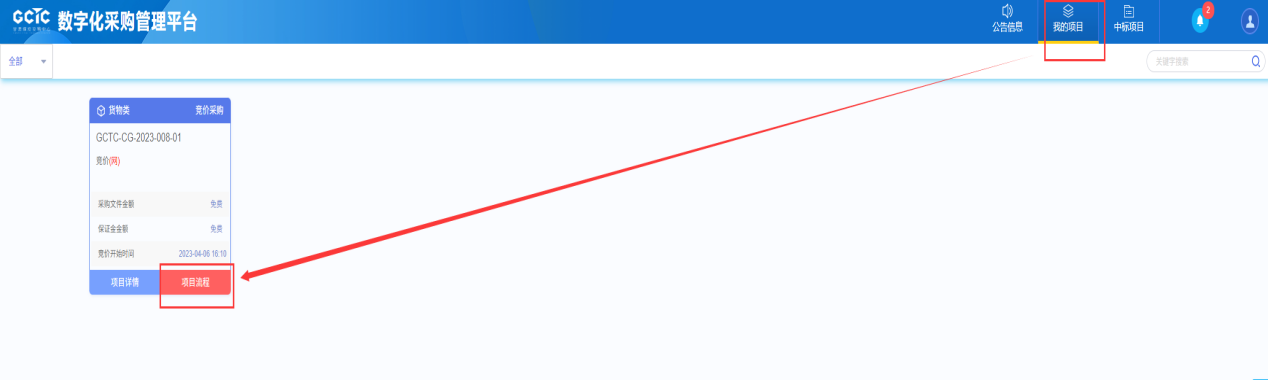 GCTC 数字化采购管理平台
公告信息
我的项目
中标项目
2
全部
关键字搜索
货物类 竞价采购
GCTC-CG-2023-008-01
竞价(网)
采购文件金额 免费
保证金金额 免费
竞价开始时间 2023-04-06 16:10
项目详情 项目流程